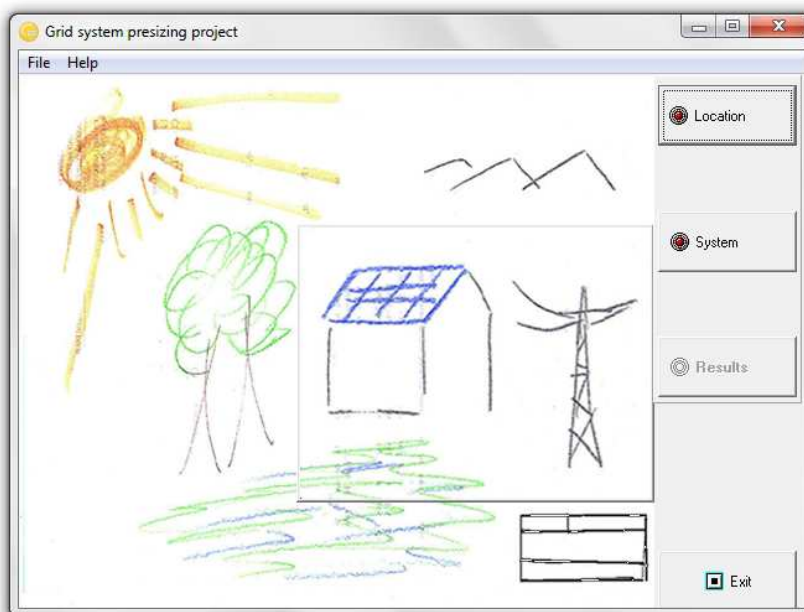 Grid system presizing project
File Help
Location
System
Results
Exit